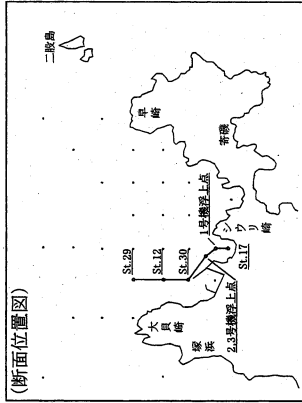 (断面位置図)
二股島
早崎
寄磯
1号機浮上点
シウリ崎
St.29
St.12
St.30
St.17
大貝崎
塚浜
2,3号機浮上点